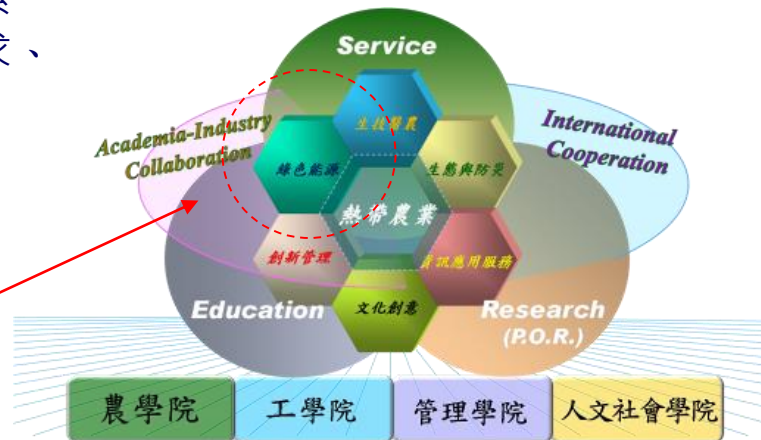 求、
Service
Academia-Industry
Collaboration
International
Cooperation
生技醫農
綠色能源
生態與防災
熱帶農業
創新管理
資訊應用服務
文化創意
Education
Research
(P.O.R.)
農學院
工學院
管理學院
人文社會學院